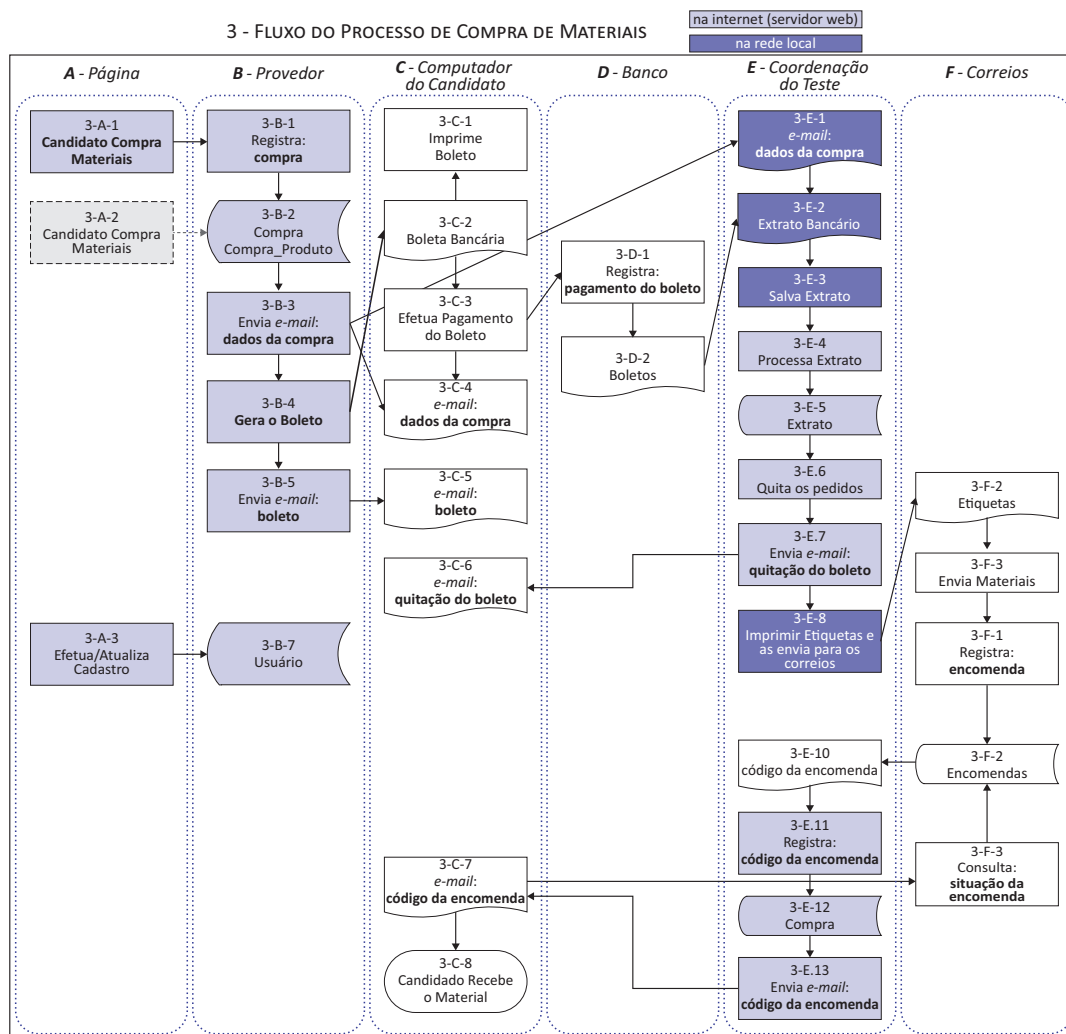 3 - Fluxo do Processo de Compra de Materiais
na internet (servidor web)
na rede local
A - Página
B - Provedor
C - Computador
do Candidato
D - Banco
E - Coordenação
do Teste
F - Correios
3-A-1
Candidato Compra
Materiais
3-A-2
Candidato Compra
Materiais
3-A-3
Efetua/Atualiza
Cadastro
3-B-1
Registra:
compra
3-B-2
Compra
Compra_Produto
3-B-3
Envia e-mail:
dados da compra
3-B-4
Gera o Boleto
3-B-5
Envia e-mail:
boleto
3-B-7
Usuário
3-C-1
Imprime
Boleto
3-C-2
Boleta Bancária
3-C-3
Efetua Pagamento
do Boleto
3-C-4
e-mail:
dados da compra
3-C-5
e-mail:
boleto
3-C-6
e-mail:
quitação do boleto
3-C-7
e-mail:
código da encomenda
3-C-8
Candidado Recebe
o Material
3-D-1
Registra:
pagamento do boleto
3-D-2
Boletos
3-E-1
e-mail:
dados da compra
3-E-2
Extrato Bancário
3-E-3
Salva Extrato
3-E-4
Processa Extrato
3-E-5
Extrato
3-E.6
Quita os pedidos
3-E.7
Envia e-mail:
quitação do boleto
3-E-8
Imprimir Etiquetas e
as envia para os
correios
3-E-10
código da encomenda
3-E.11
Registra:
código da encomenda
3-E-12
Compra
3-E.13
Envia e-mail:
código da encomenda
3-F-2
Etiquetas
3-F-3
Envia Materiais
3-F-1
Registra:
encomenda
3-F-2
Encomendas
3-F-3
Consulta:
situação da
encomenda